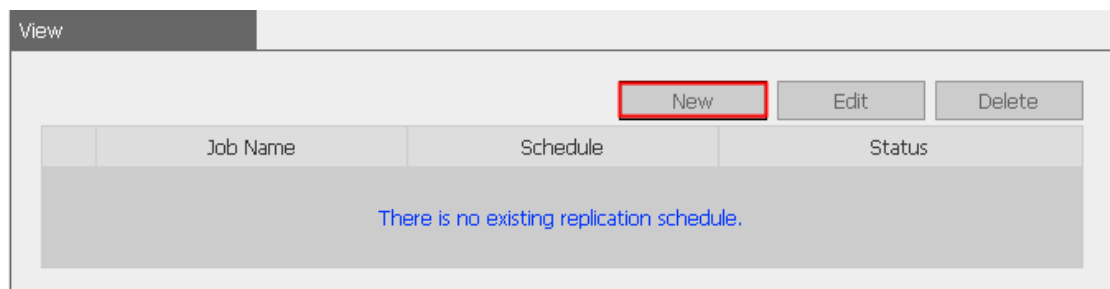 View
New Edit Delete
Job Name Schedule Status
There is no existing replication schedule.